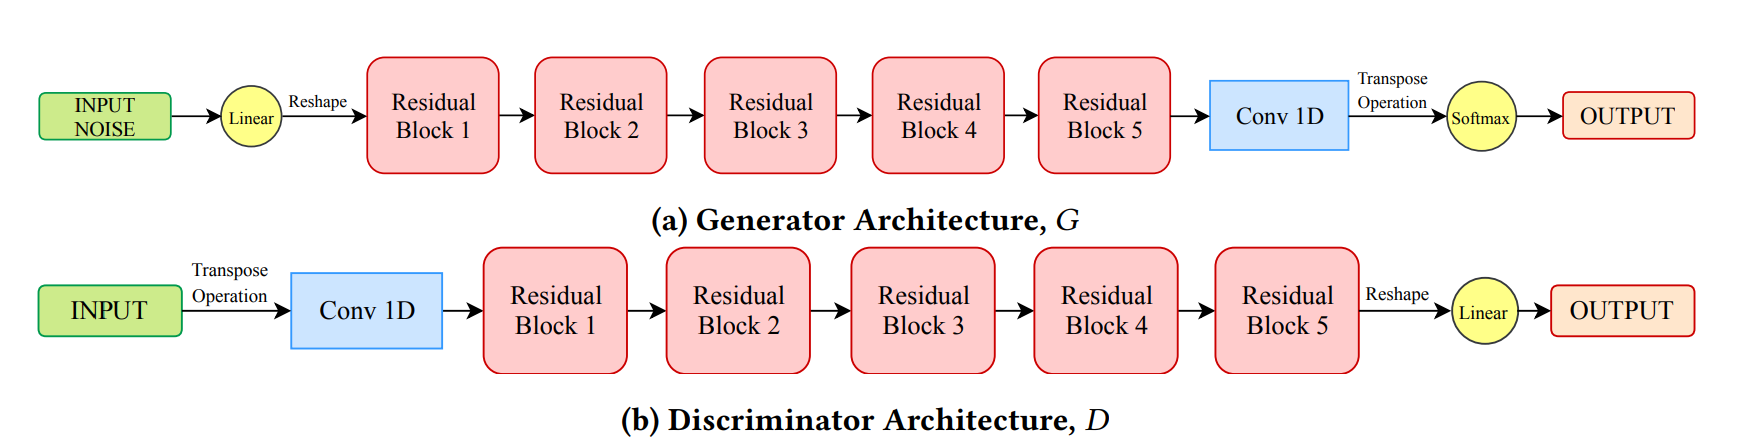 INPUT
NOISE
Linear
Reshape
Residual
Block 1
Residual
Block 2
Residual
Block 3
Residual
Block 4
Residual
Block 5
Conv 1D
Transpose
Operation
Softmax
OUTPUT
(a) Generator Architecture, G
INPUT
Transpose
Operation
Conv 1D
Residual
Block 1
Residual
Block 2
Residual
Block 3
Residual
Block 4
Residual
Block 5
Reshape
Linear
OUTPUT
(b) Discriminator Architecture, D